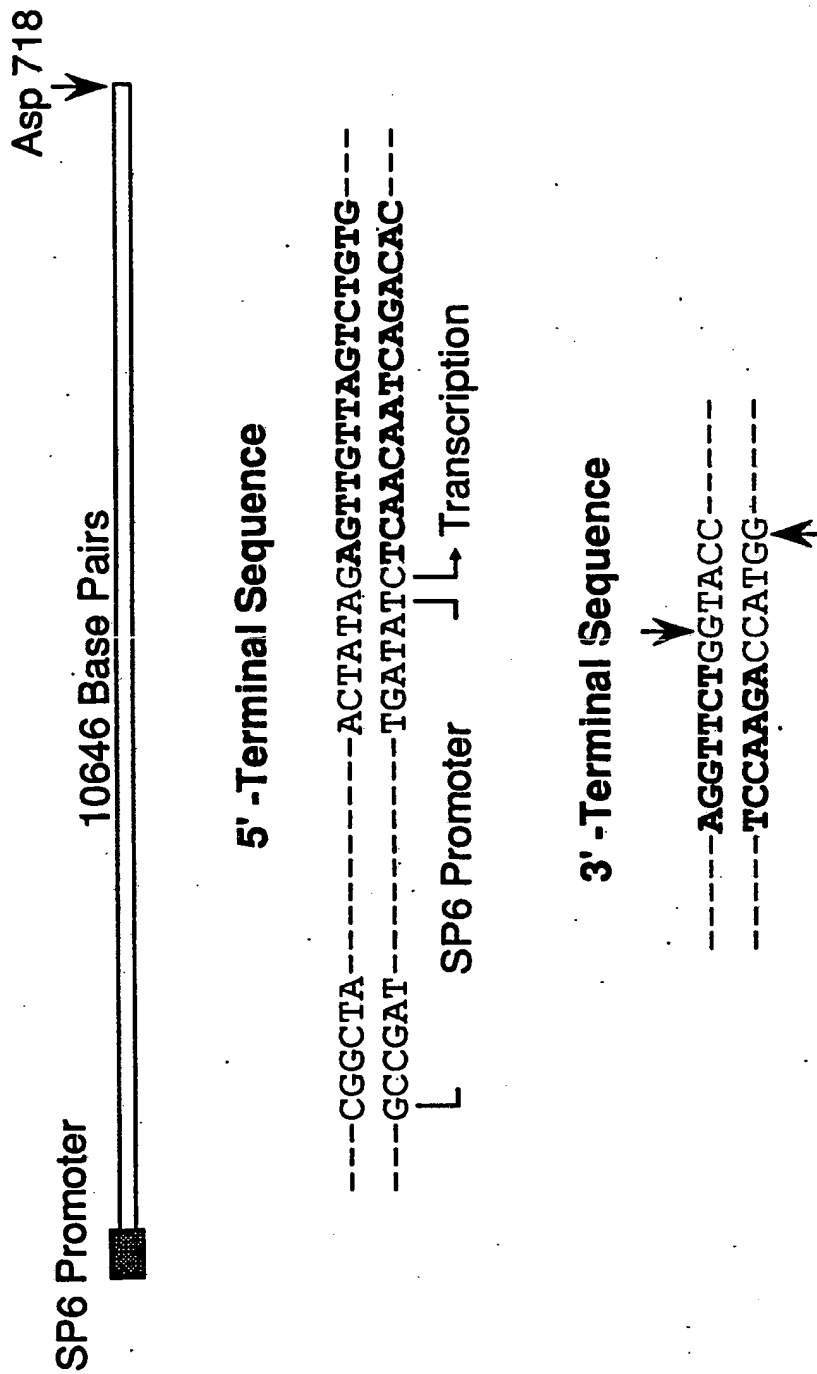 Asp 718
SP6 Promoter
10646 Base Pairs
5'-Terminal Sequence
----CGGCTA------------ACTATAGAGTTGTTAGTCTGTG----
----GCCGAT------------TGATATCTCAACAATCAGACAC----
SP6 Promoter
Transcription
3'-Terminal Sequence
-----AGGTTCTGGTACC------
-----TCCAAGACCATGG------